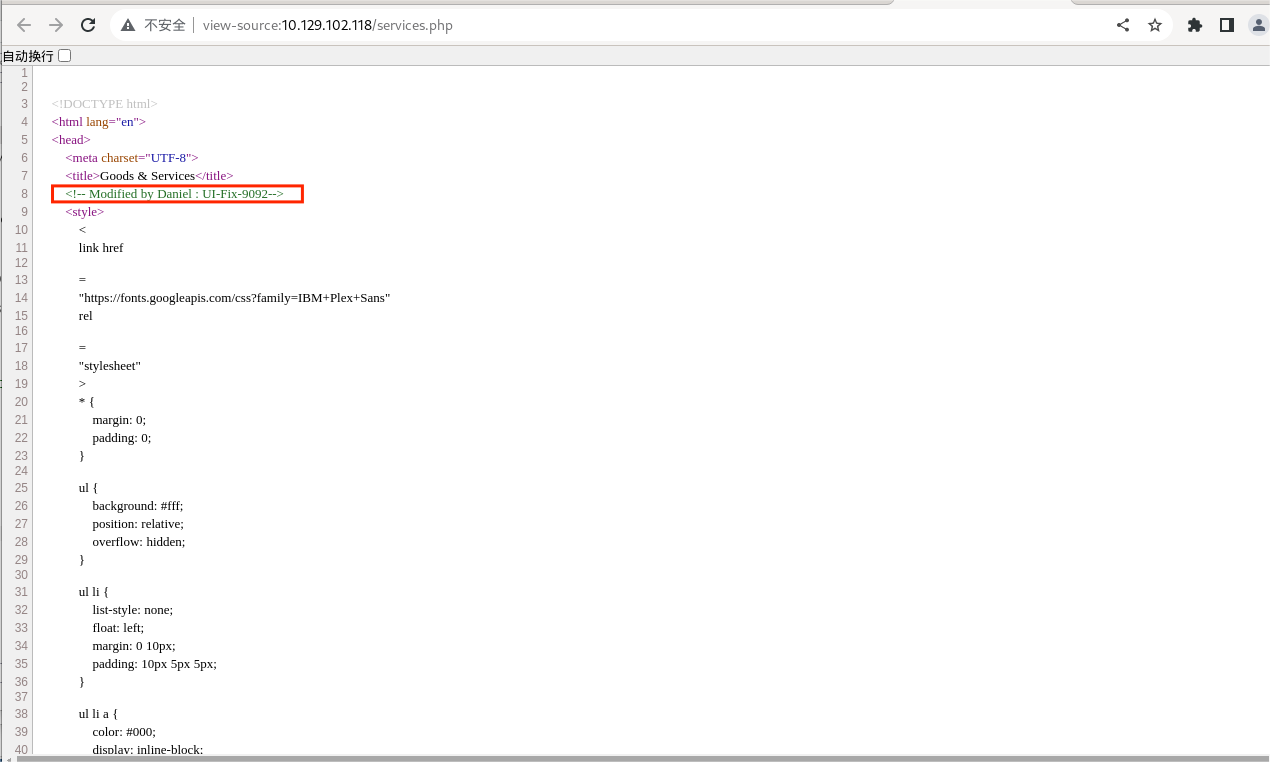 不安全 view-source:10.129.102.118/services.php
自动换行
1
2
3 <!DOCTYPE html>
4 <html lang="en">
5 <head>
6 <meta charset="UTF-8">
7 <title>Goods & Services</title>
8 <!-- Modified by Daniel : UI-Fix-9092-->
9 <style>
10 <
11 link href
12
13 =
14 "https://fonts.googleapis.com/css?family=IBM+Plex+Sans"
15 rel
16
17 =
18 "stylesheet"
19 >
20 * {
21 margin: 0;
22 padding: 0;
23 }
24
25 ul {
26 background: #fff;
27 position: relative;
28 overflow: hidden;
29 }
30
31 ul li {
32 list-style: none;
33 float: left;
34 margin: 0 10px;
35 padding: 10px 5px 5px;
36 }
37
38 ul li a {
39 color: #000;
40 display: inline-block;